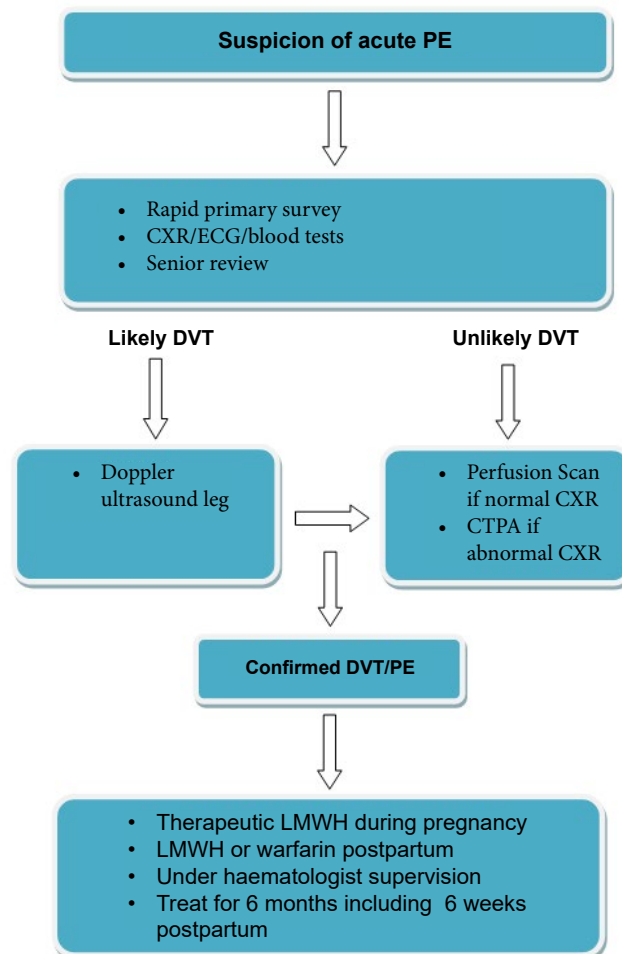 Suspicion of acute PE
• Rapid primary survey
• CXR/ECG/blood tests
• Senior review
Likely DVT
Unlikely DVT
• Doppler
ultrasound leg
• Perfusion Scan
if normal CXR
• CTPA if
abnormal CXR
Confirmed DVT/PE
• Therapeutic LMWH during pregnancy
• LMWH or warfarin postpartum
• Under haematologist supervision
• Treat for 6 months including 6 weeks
postpartum